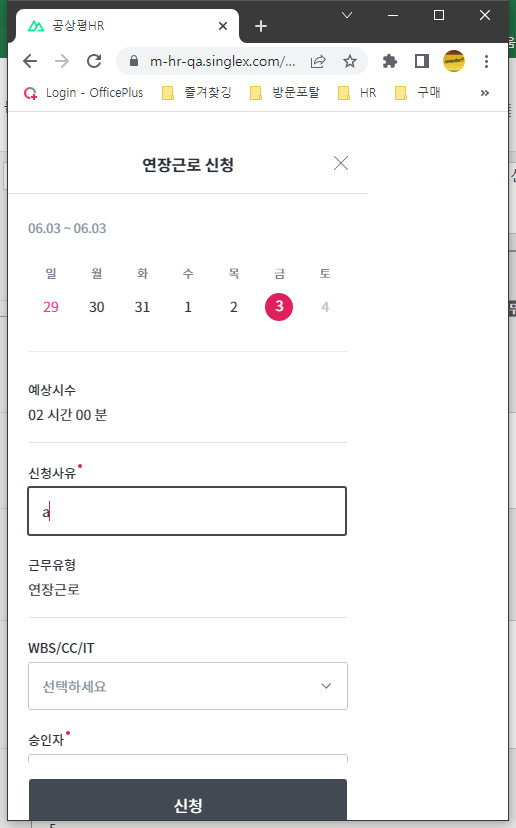 공상평HR
m-hr-qa.singlex.com/...
Login - OfficePlus 즐겨찾깅 방문포탈 HR 구매
연장근로 신청
06.03 ~ 06.03
일 월 화 수 목 금 토
29 30 31 1 2 3 4
예상시수
02 시간 00 분
신청사유
a
근무유형
연장근로
WBS/CC/IT
선택하세요
승인자
신청